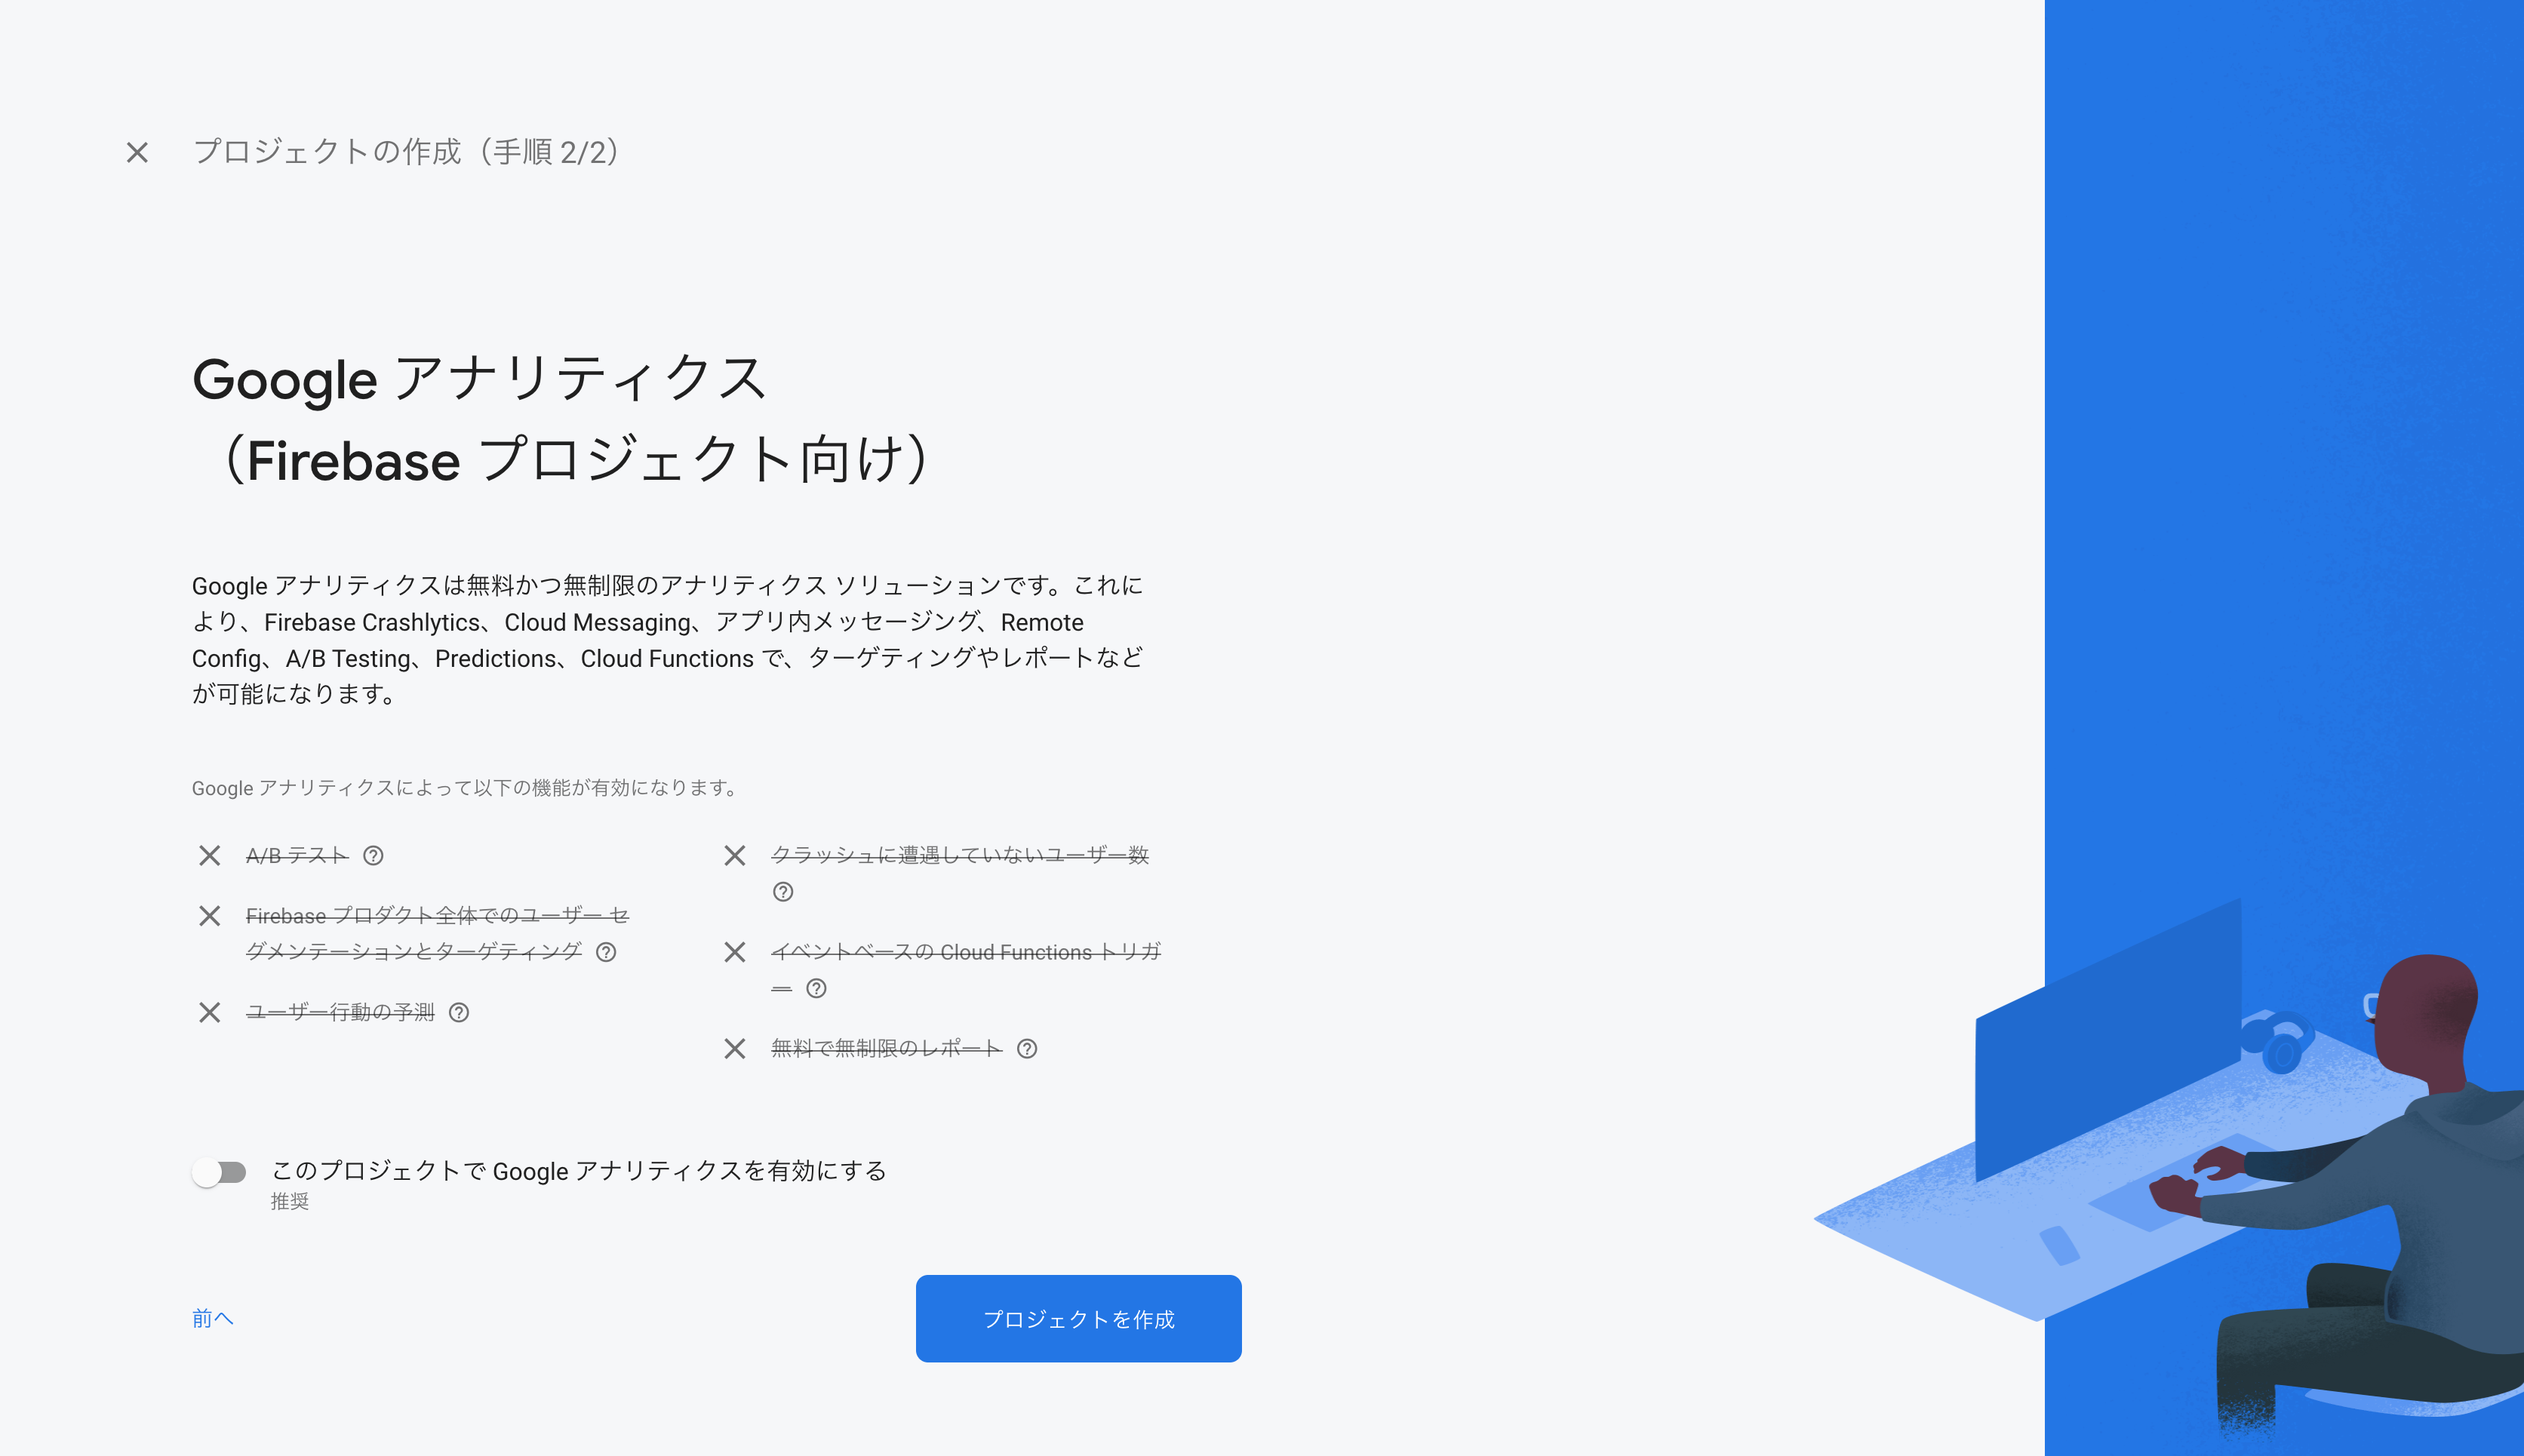 プロジェクトの作成（手順 2/2）
Google アナリティクス
（Firebase プロジェクト向け）
Google アナリティクスは無料かつ無制限のアナリティクス ソリューションです。これに
より、Firebase Crashlytics、Cloud Messaging、アプリ内メッセージング、Remote
Config、A/B Testing、Predictions、Cloud Functions で、ターゲティングやレポートなど
が可能になります。
Google アナリティクスによって以下の機能が有効になります。
A/B テスト
Firebase プロダクト全体でのユーザー セ
グメンテーションとターゲティング
ユーザー行動の予測
クラッシュに遭遇していないユーザー数
イベントベースの Cloud Functions トリガ
ー
無料で無制限のレポート
このプロジェクトで Google アナリティクスを有効にする
推奨
前へ
プロジェクトを作成